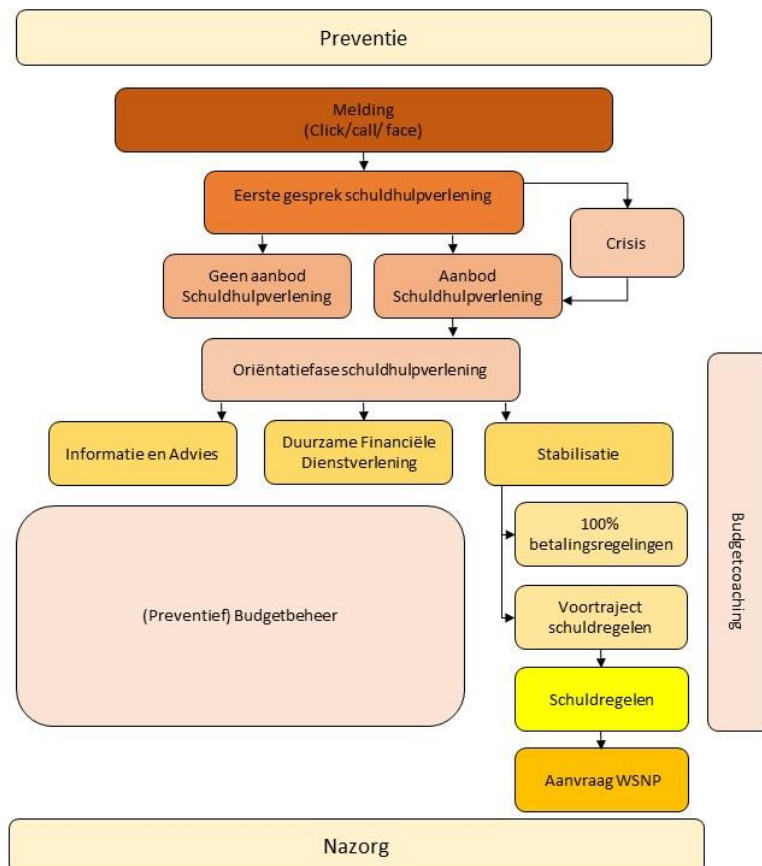 Preventie
Melding
(Click/call/ face)
Eerste gesprek schuldhulpverlening
Crisis
Geen aanbod
Schuldhulpverlening
Aanbod
Schuldhulpverlening
Oriëntatiefase schuldhulpverlening
Informatie en Advies
Duurzame Financiële
Dienstverlening
Stabilisatie
100%
betalingsregelingen
(Preventief) Budgetbeheer
Voortraject
schuldregelen
Budgetcoaching
Schuldregelen
Aanvraag WSNP
Nazorg